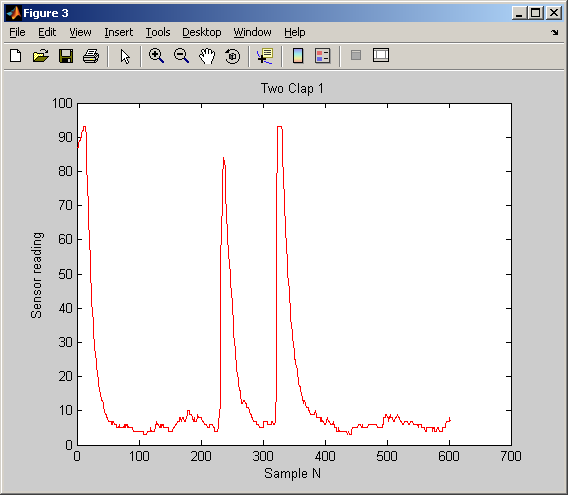 Figure 3
File Edit View Insert Tools Desktop Window Help
Two Clap 1
100
90
80
70
60
50
40
30
20
10
0
Sensor reading
0 100 200 300 400 500 600 700
Sample N